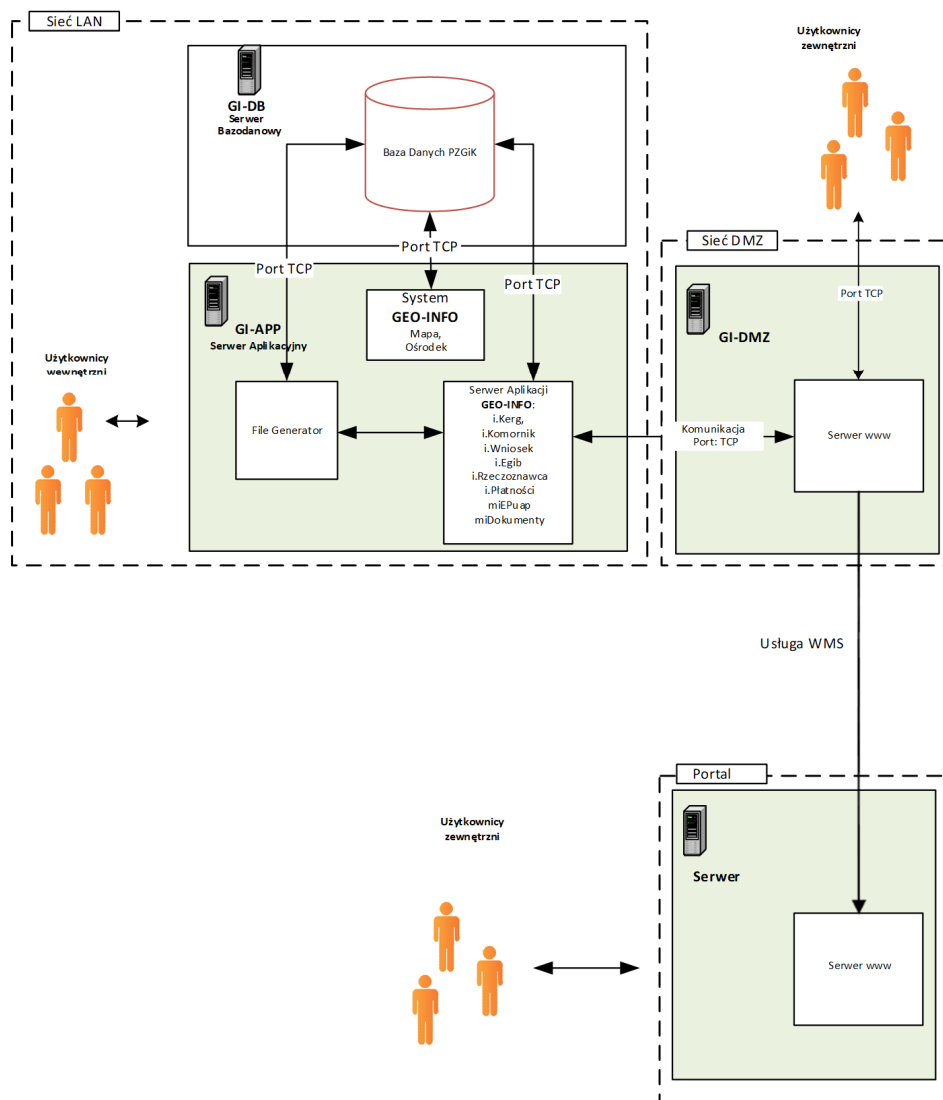 Sieć LAN
GI-DB
Serwer
Bazodanowy
Baza Danych PZGiK
Port TCP
Port TCP
Port TCP
GI-APP
Serwer Aplikacyjny
System
GEO-INFO
Mapa,
Ośrodek
Użytkownicy
wewnętrzni
File Generator
Serwer Aplikacji
GEO-INFO:
i.Kerg,
i.Komornik
i.Wniosek
i.Egib
i.Rzeczoznawca
i.Płatności
miEPuap
miDokumenty
Użytkownicy
zewnętrzni
Sieć DMZ
Port TCP
GI-DMZ
Komunikacja
Port: TCP
Serwer www
Usługa WMS
Portal
Użytkownicy
zewnętrzni
Serwer
Serwer www